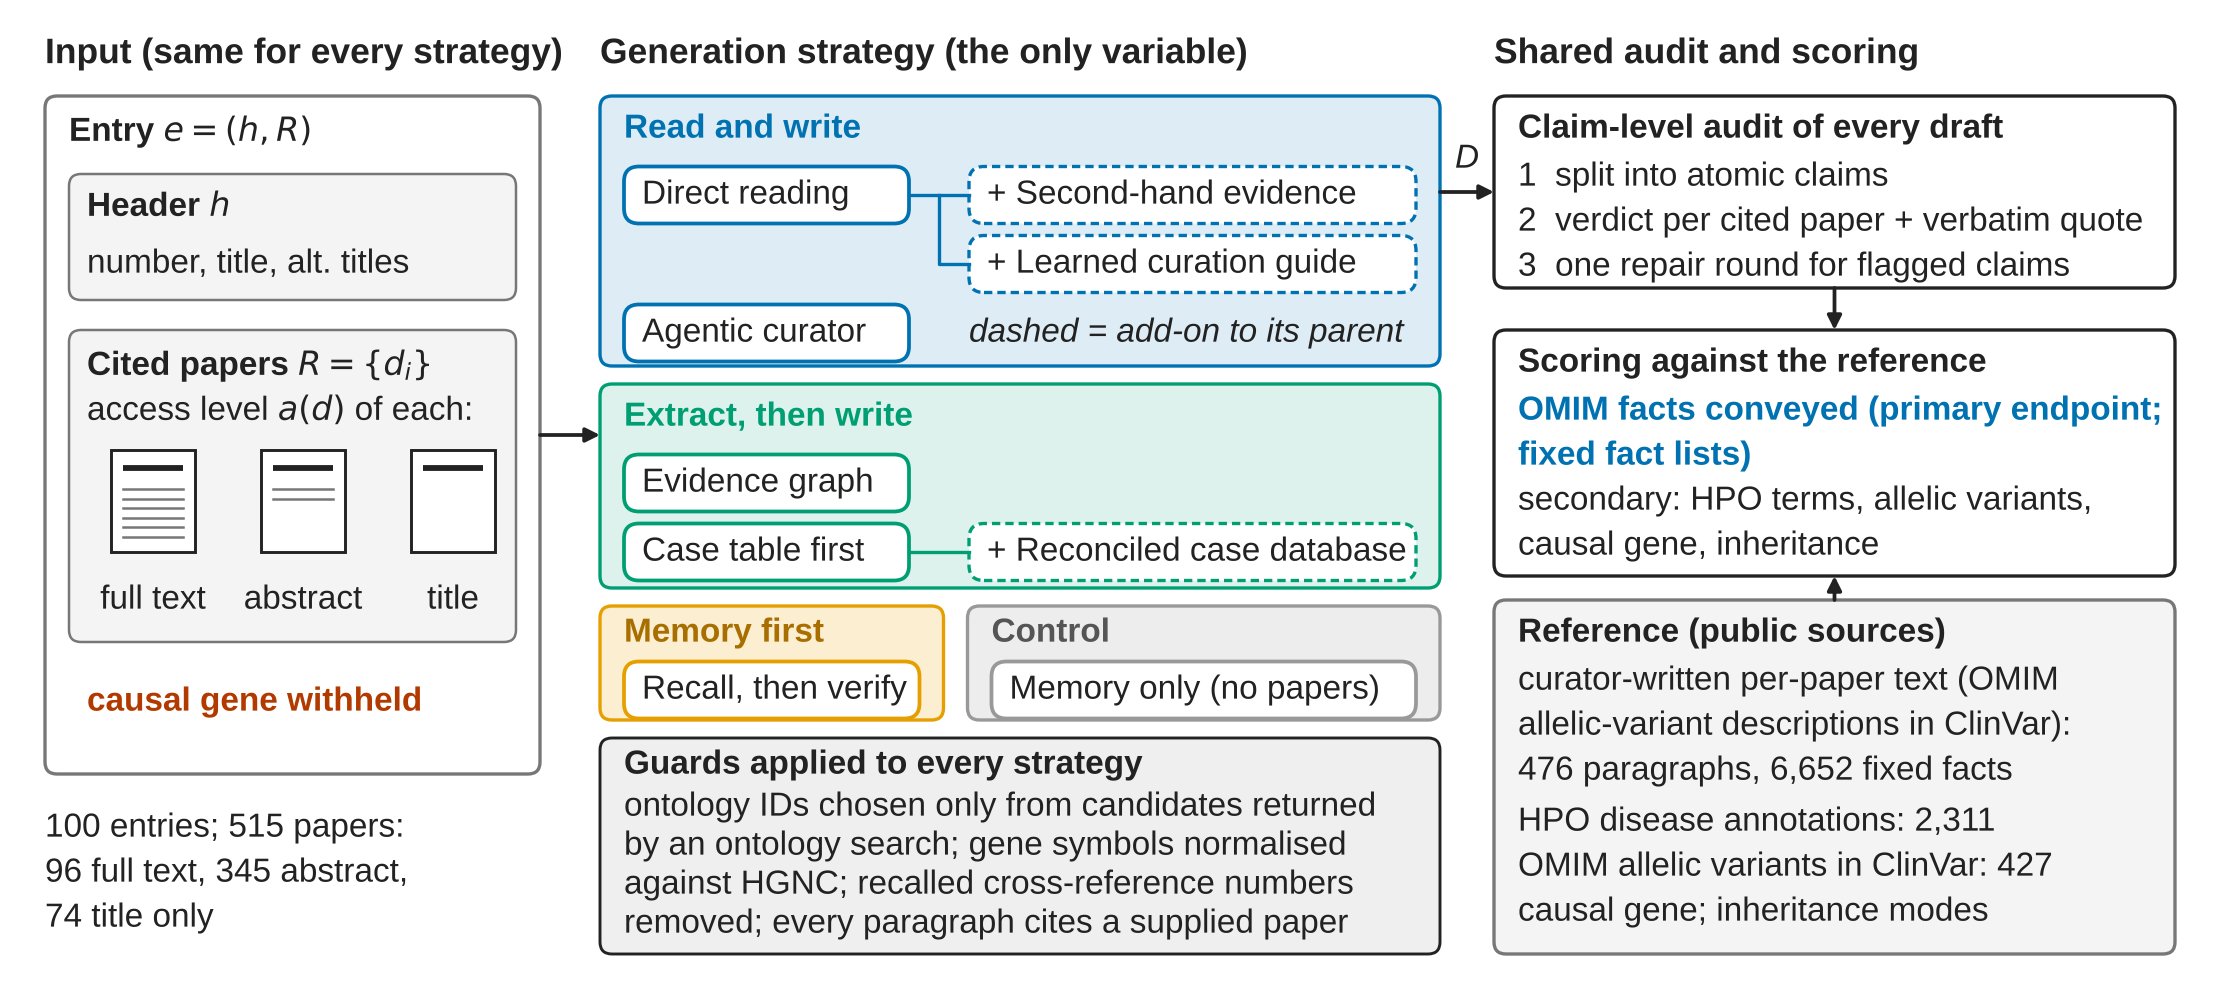 Input (same for every strategy)
Entry e = (h, R)
Header h
number, title, alt. titles
Cited papers R = {d_i}
access level a(d) of each:
full text
abstract
title
causal gene withheld
100 entries; 515 papers:
96 full text, 345 abstract,
74 title only
Generation strategy (the only variable)
Read and write
Direct reading
+ Second-hand evidence
+ Learned curation guide
Agentic curator
dashed = add-on to its parent
Extract, then write
Evidence graph
Case table first
+ Reconciled case database
Memory first
Recall, then verify
Control
Memory only (no papers)
Guards applied to every strategy
ontology IDs chosen only from candidates returned
by an ontology search; gene symbols normalised
against HGNC; recalled cross-reference numbers
removed; every paragraph cites a supplied paper
D
Shared audit and scoring
Claim-level audit of every draft
1 split into atomic claims
2 verdict per cited paper + verbatim quote
3 one repair round for flagged claims
Scoring against the reference
OMIM facts conveyed (primary endpoint;
fixed fact lists)
secondary: HPO terms, allelic variants,
causal gene, inheritance
Reference (public sources)
curator-written per-paper text (OMIM
allelic-variant descriptions in ClinVar):
476 paragraphs, 6,652 fixed facts
HPO disease annotations: 2,311
OMIM allelic variants in ClinVar: 427
causal gene; inheritance modes